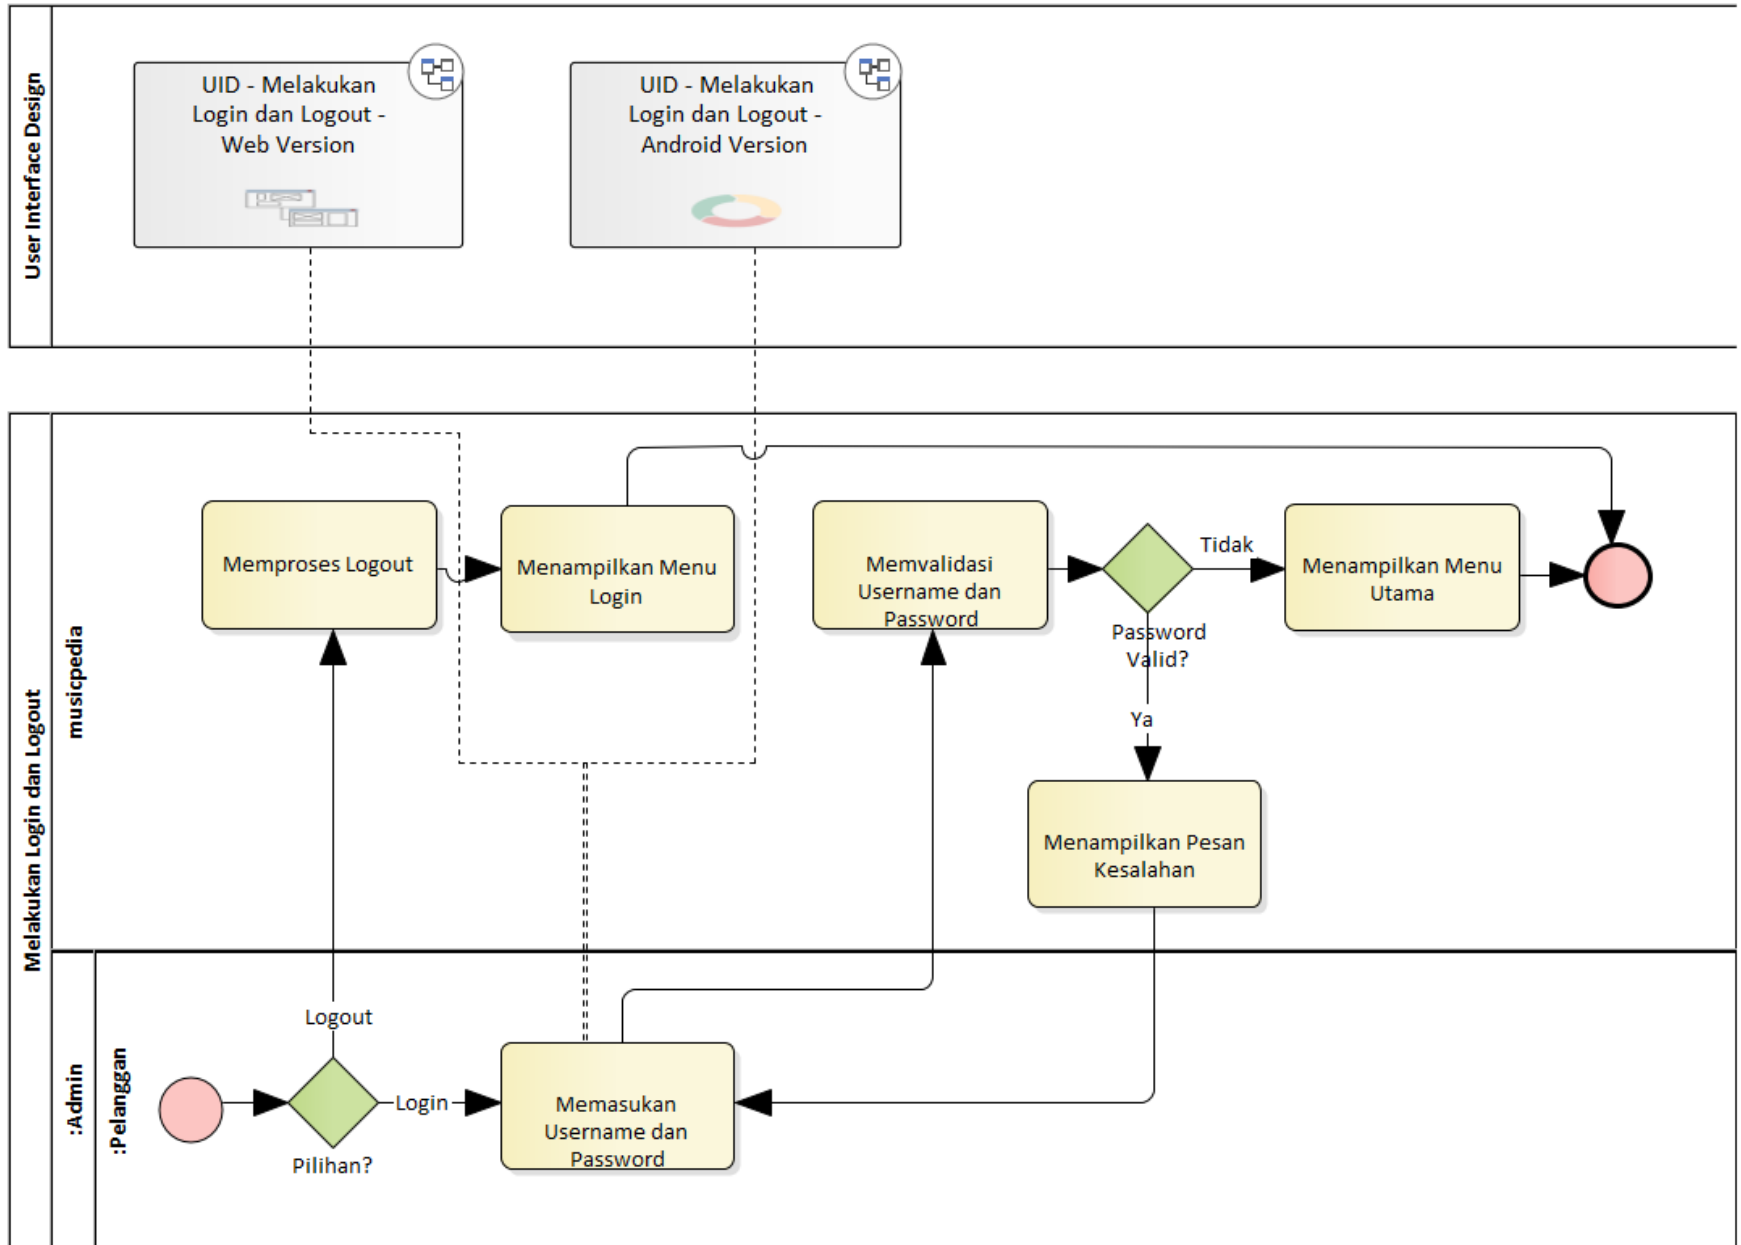 User Interface Design
UID - Melakukan
Login dan Logout -
Web Version
UID - Melakukan
Login dan Logout -
Android Version
Melakukan Login dan Logout
musicpedia
Memproses Logout
Menampilkan Menu
Login
Memvalidasi
Username dan
Password
Password
Valid?
Tidak
Menampilkan Menu
Utama
Ya
Menampilkan Pesan
Kesalahan
:Admin
:Pelanggan
Logout
Pilihan?
Login
Memasukan
Username dan
Password